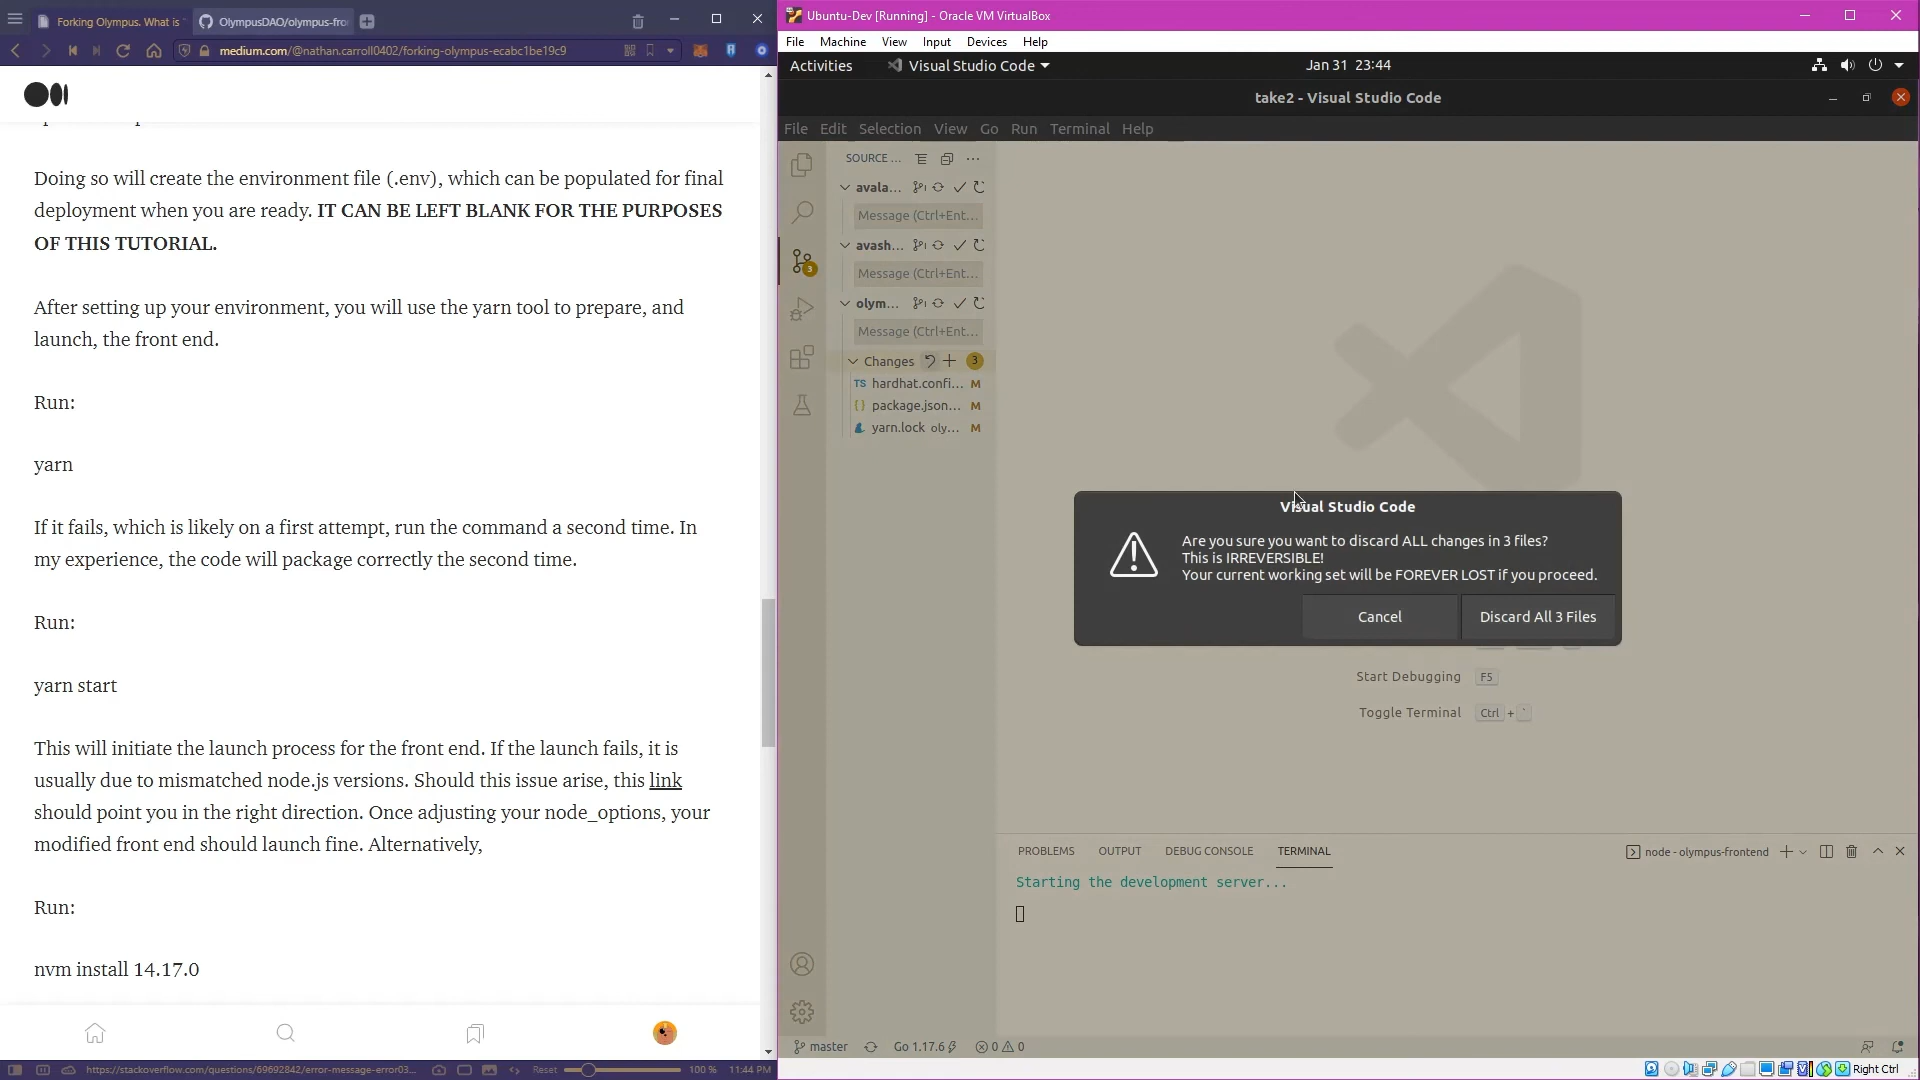 Forking Olympus. What is
OlympusDAO/olympus-fro
medium.com/@nathan.carroll0402/forking-olympus-ecabc1be19c9
Doing so will create the environment file (.env), which can be populated for final
deployment when you are ready. IT CAN BE LEFT BLANK FOR THE PURPOSES
OF THIS TUTORIAL.
After setting up your environment, you will use the yarn tool to prepare, and
launch, the front end.
Run:
yarn
If it fails, which is likely on a first attempt, run the command a second time. In
my experience, the code will package correctly the second time.
Run:
yarn start
This will initiate the launch process for the front end. If the launch fails, it is
usually due to mismatched node.js versions. Should this issue arise, this link
should point you in the right direction. Once adjusting your node_options, your
modified front end should launch fine. Alternatively,
Run:
nvm install 14.17.0
https://stackoverflow.com/questions/69692842/error-message-error03... Reset 100 % 11:44 PM
Ubuntu-Dev [Running] - Oracle VM VirtualBox
File Machine View Input Devices Help
Activities Visual Studio Code Jan 31 23:44
take2 - Visual Studio Code
File Edit Selection View Go Run Terminal Help
SOURCE ...
avala...
Message (Ctrl+Ent...
avash...
Message (Ctrl+Ent...
3
olym...
Message (Ctrl+Ent...
Changes 3
TS hardhat.confi... M
{} package.json... M
yarn.lock oly... M
Visual Studio Code
Are you sure you want to discard ALL changes in 3 files?
This is IRREVERSIBLE!
Your current working set will be FOREVER LOST if you proceed.
Cancel Discard All 3 Files
Start Debugging F5
Toggle Terminal Ctrl + `
PROBLEMS OUTPUT DEBUG CONSOLE TERMINAL node - olympus-frontend
Starting the development server...
master Go 1.17.6 0 0
Right Ctrl